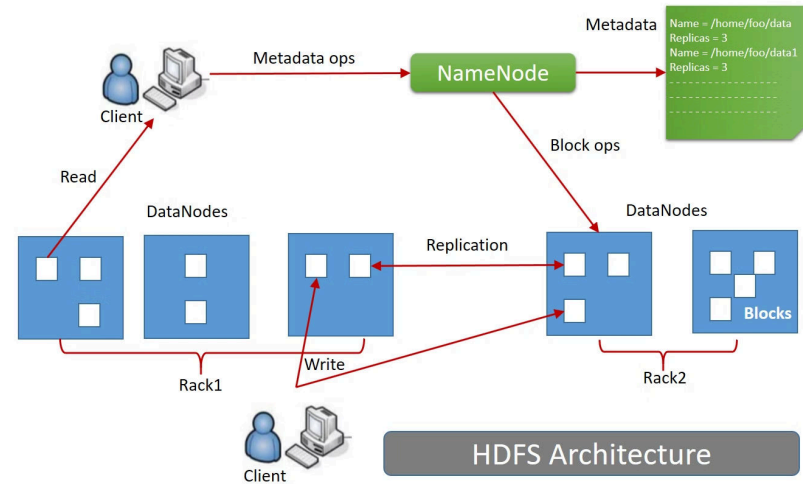 Metadata
Name = /home/foo/data
Replicas = 3
Name = /home/foo/data1
Replicas = 3
Metadata ops
NameNode
Client
Block ops
Read
DataNodes
DataNodes
Replication
Blocks
Write
Rack1
Rack2
Client
HDFS Architecture